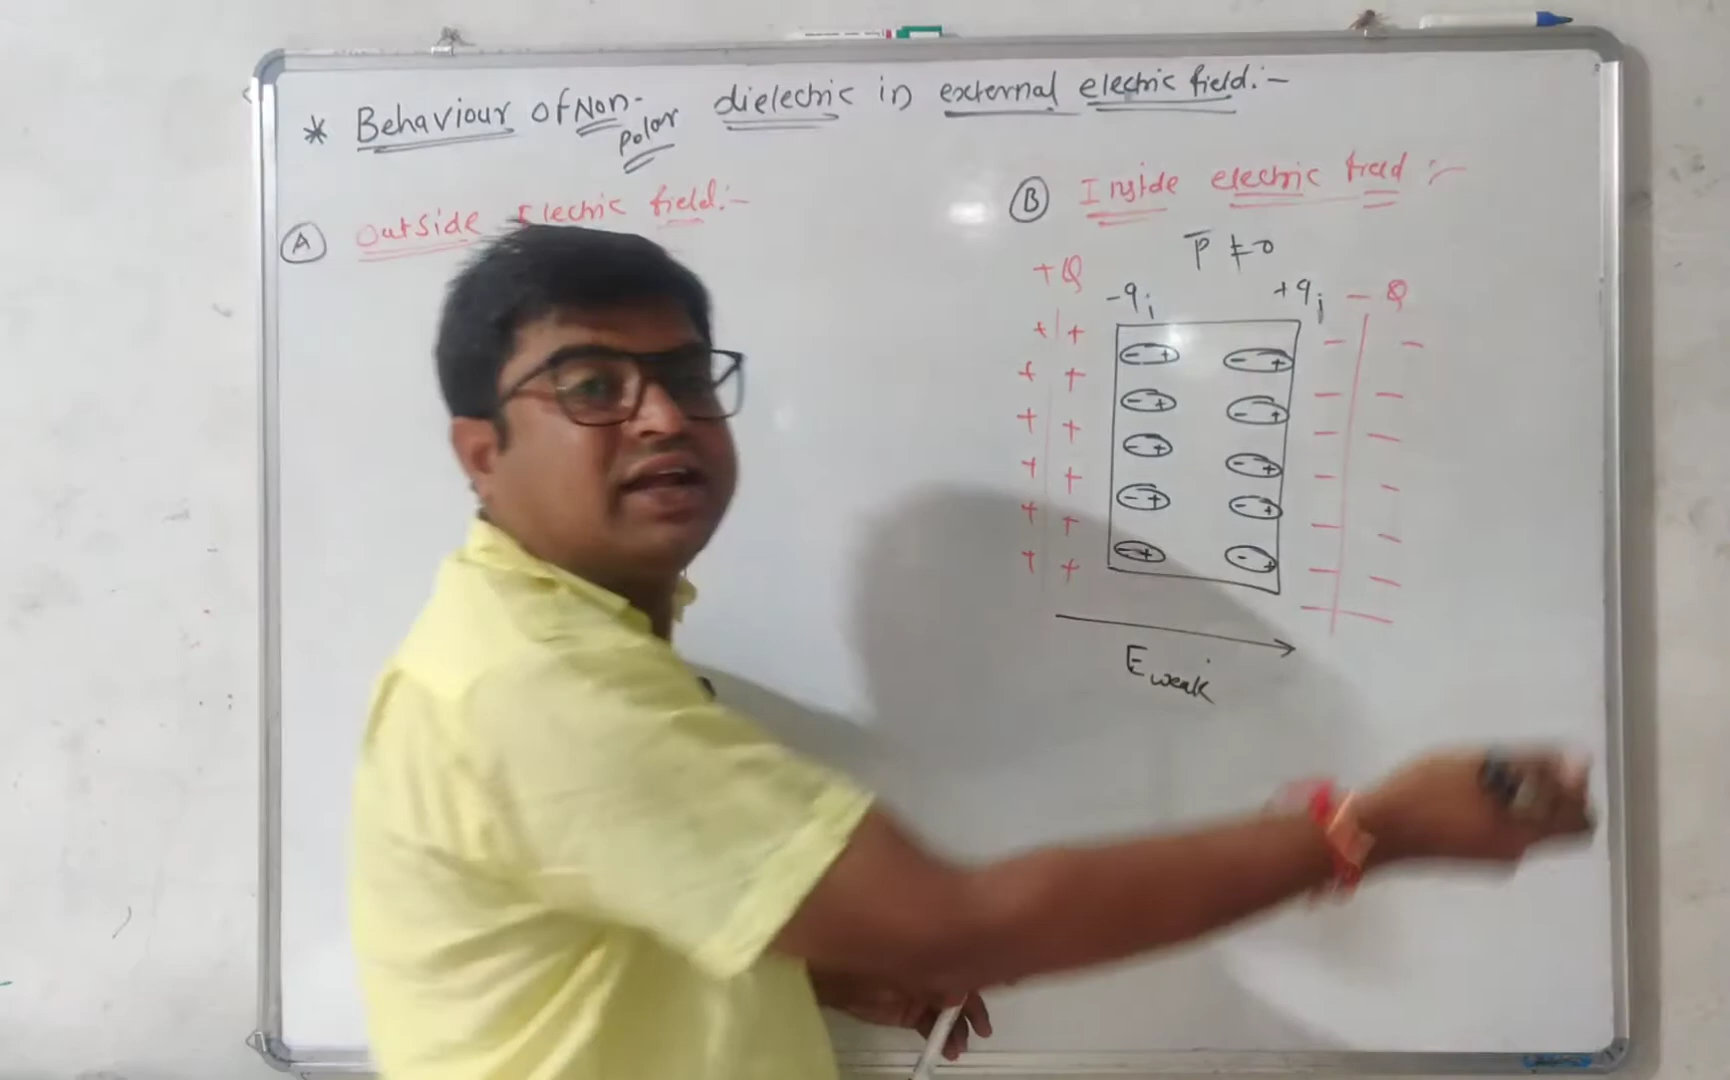 * Behaviour of Non-polar dielectric in external electric field:-
(A) Outside Electric field:-
(B) Inside electric field:-
P̅ ≠ 0
+Q
-qi
+qi
- Q
+ + - + - + - -
+ + - + - + - -
+ + - + - + - -
+ + - + - + - -
+ + - + - + - -
+ + - -
- -
E weak